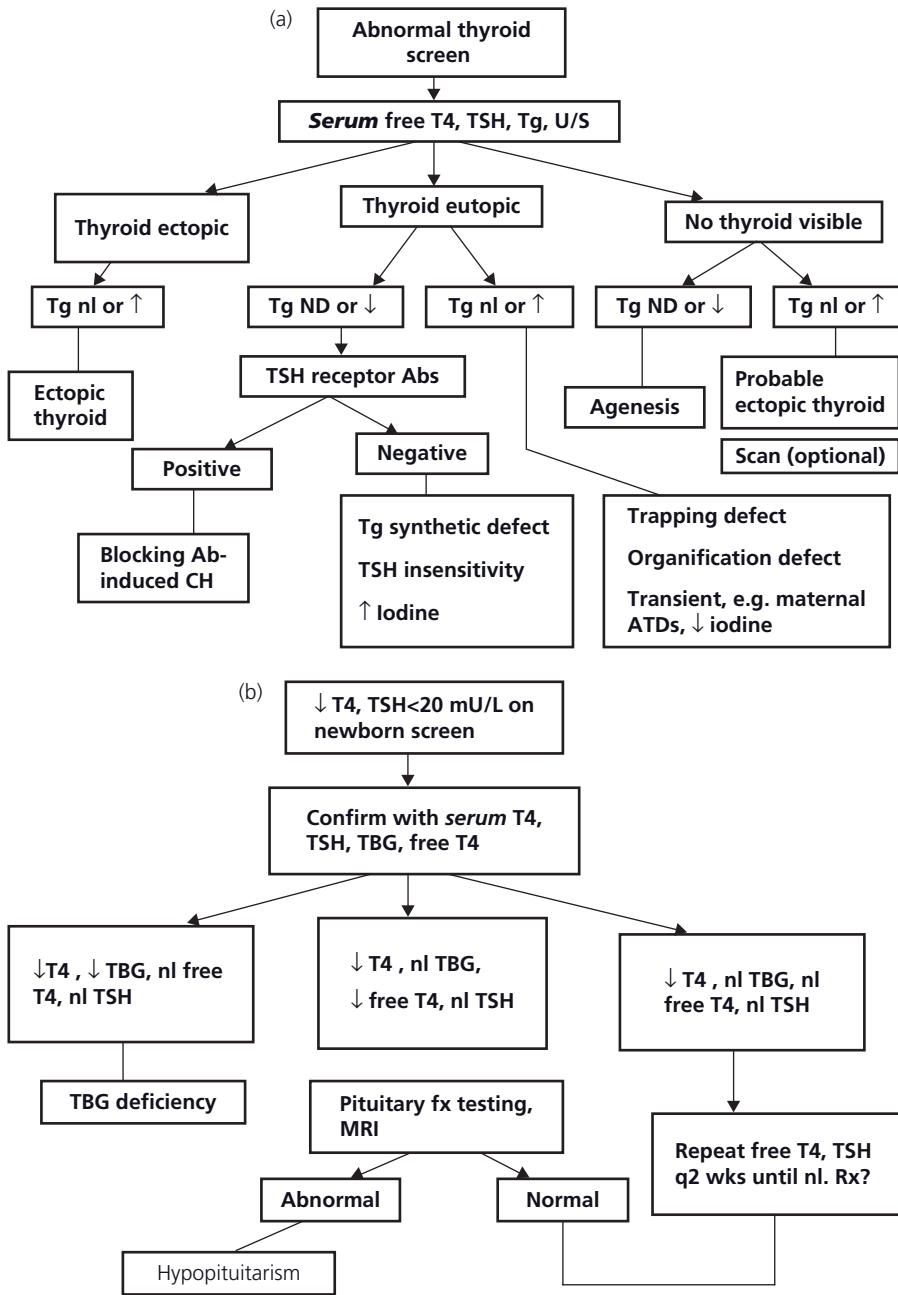 (a)
Abnormal thyroid
screen
Serum free T4, TSH, Tg, U/S
Thyroid ectopic
Thyroid eutopic
No thyroid visible
Tg nl or ↑
Tg ND or ↓
Tg nl or ↑
Tg ND or ↓
Tg nl or ↑
Ectopic
thyroid
TSH receptor Abs
Agenesis
Probable
ectopic thyroid
Scan (optional)
Positive
Negative
Blocking Ab-
induced CH
Tg synthetic defect
TSH insensitivity
↑ Iodine
Trapping defect
Organification defect
Transient, e.g. maternal
ATDs, ↓ iodine
(b)
↓ T4, TSH<20 mU/L on
newborn screen
Confirm with serum T4,
TSH, TBG, free T4
↓T4 , ↓ TBG, nl free
T4, nl TSH
↓ T4 , nl TBG,
↓ free T4, nl TSH
↓ T4 , nl TBG, nl
free T4, nl TSH
TBG deficiency
Pituitary fx testing,
MRI
Repeat free T4, TSH
q2 wks until nl. Rx?
Abnormal
Normal
Hypopituitarism